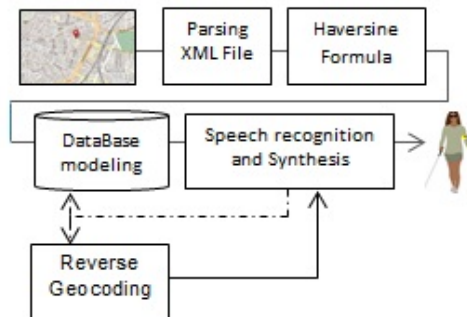 Parsing
XML File
Haversine
Formula
DataBase
modeling
Speech recognition
and Synthesis
Reverse
Geocoding